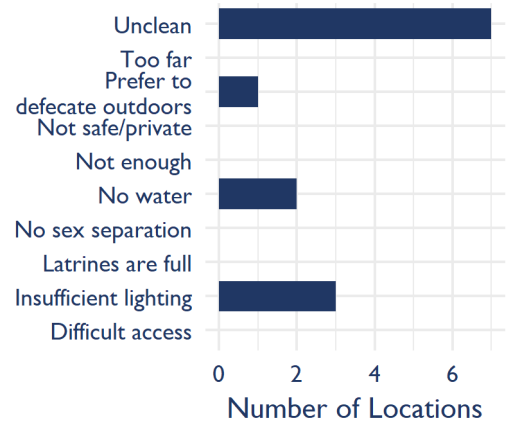 Unclean
Too far
Prefer to
defecate outdoors
Not safe/private
Not enough
No water
No sex separation
Latrines are full
Insufficient lighting
Difficult access
0 2 4 6
Number of Locations